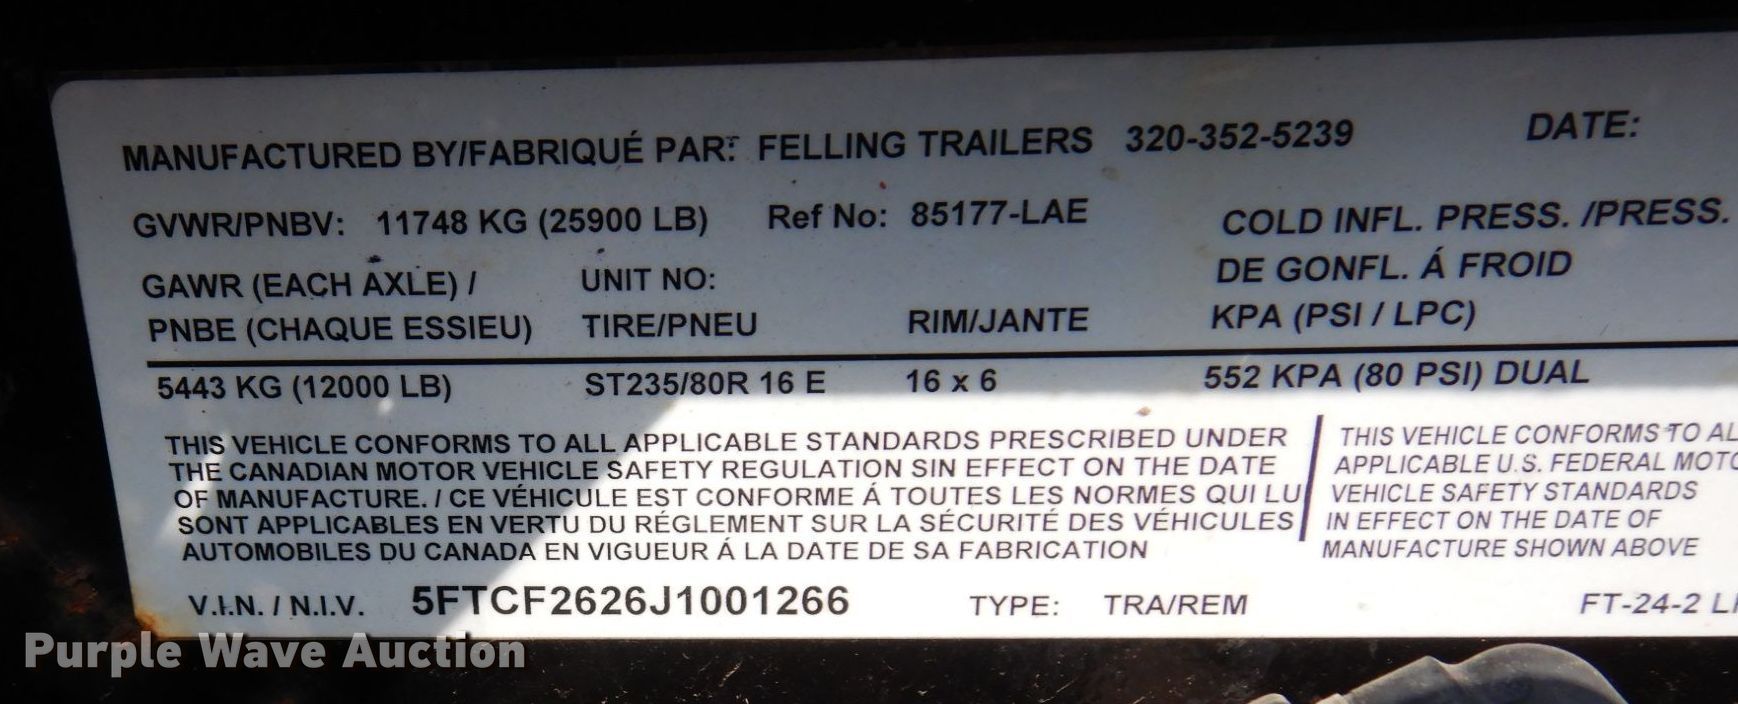 MANUFACTURED BY/FABRIQUÉ PAR: FELLING TRAILERS 320-352-5239 DATE:
GVWR/PNBV: 11748 KG (25900 LB) Ref No: 85177-LAE COLD INFL. PRESS. /PRESS.
DE GONFL. Á FROID
GAWR (EACH AXLE) / UNIT NO:
PNBE (CHAQUE ESSIEU) TIRE/PNEU RIM/JANTE KPA (PSI / LPC)
5443 KG (12000 LB) ST235/80R 16 E 16 x 6 552 KPA (80 PSI) DUAL
THIS VEHICLE CONFORMS TO ALL APPLICABLE STANDARDS PRESCRIBED UNDER
THE CANADIAN MOTOR VEHICLE SAFETY REGULATION SIN EFFECT ON THE DATE
OF MANUFACTURE. / CE VÉHICULE EST CONFORME Á TOUTES LES NORMES QUI LU
SONT APPLICABLES EN VERTU DU RÉGLEMENT SUR LA SÉCURITÉ DES VÉHICULES
AUTOMOBILES DU CANADA EN VIGUEUR Á LA DATE DE SA FABRICATION
THIS VEHICLE CONFORMS TO AL
APPLICABLE U.S. FEDERAL MOTO
VEHICLE SAFETY STANDARDS
IN EFFECT ON THE DATE OF
MANUFACTURE SHOWN ABOVE
V.I.N. / N.I.V. 5FTCF2626J1001266 TYPE: TRA/REM FT-24-2 L
Purple Wave Auction